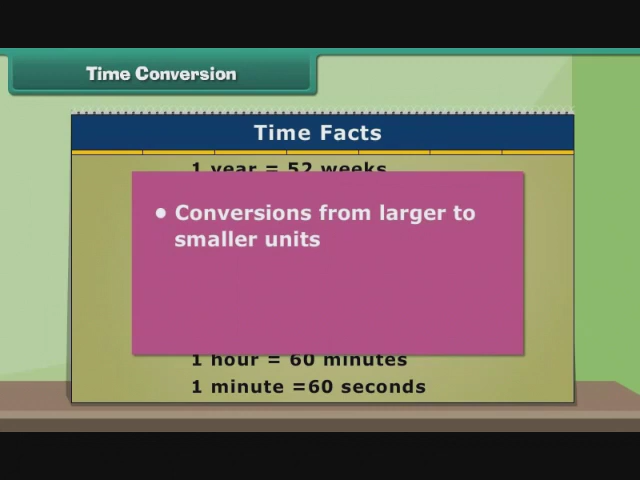 Time Conversion
Time Facts
1 year = 52 weeks
• Conversions from larger to
smaller units
1 hour = 60 minutes
1 minute =60 seconds